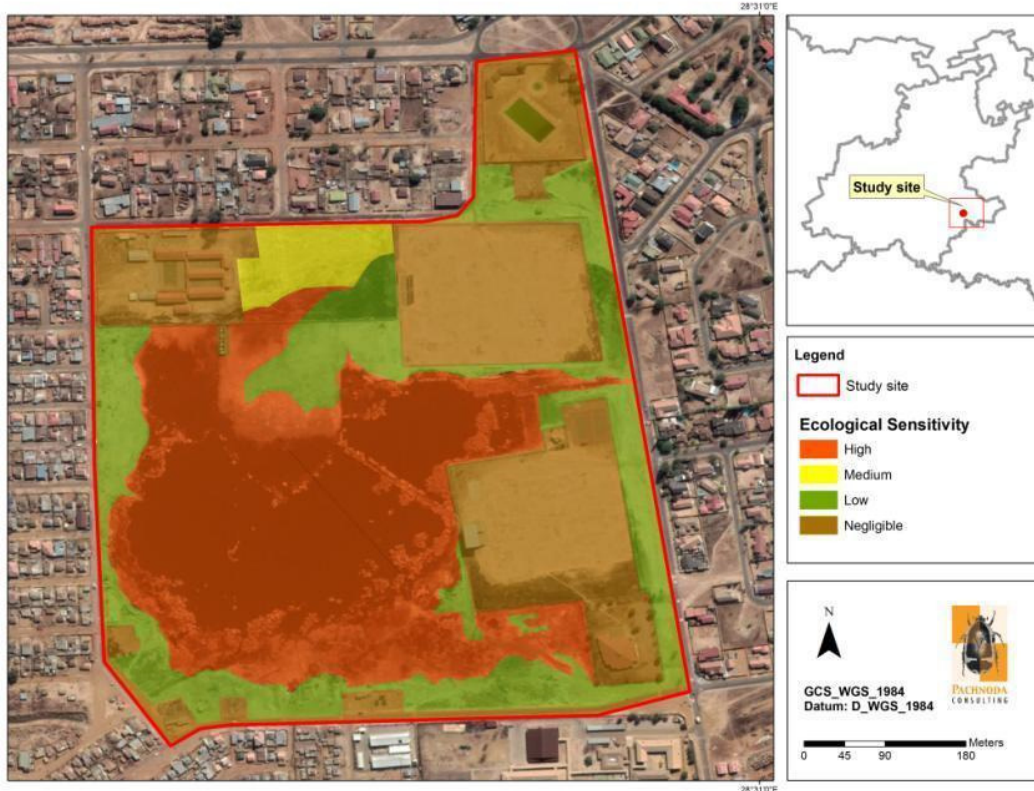 28°31'0"E
Study site
Legend
Study site
Ecological Sensitivity
High
Medium
Low
Negligible
N
GCS_WGS_1984
Datum: D_WGS_1984
PACHNODA
CONSULTING
0 45 90 180 Meters
28°31'0"E